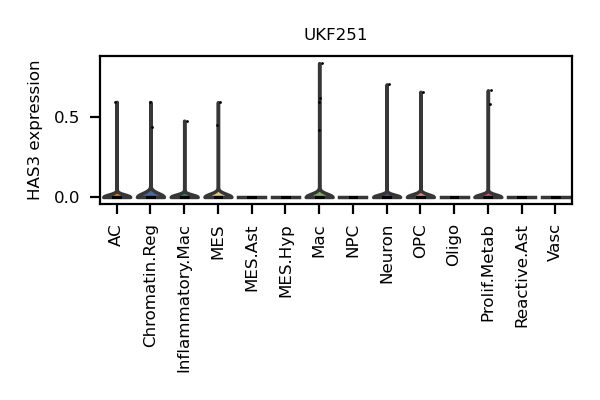 UKF251
HAS3 expression
0.5
0.0
AC
Chromatin.Reg
Inflammatory.Mac
MES
MES.Ast
MES.Hyp
Mac
NPC
Neuron
OPC
Oligo
Prolif.Metab
Reactive.Ast
Vasc